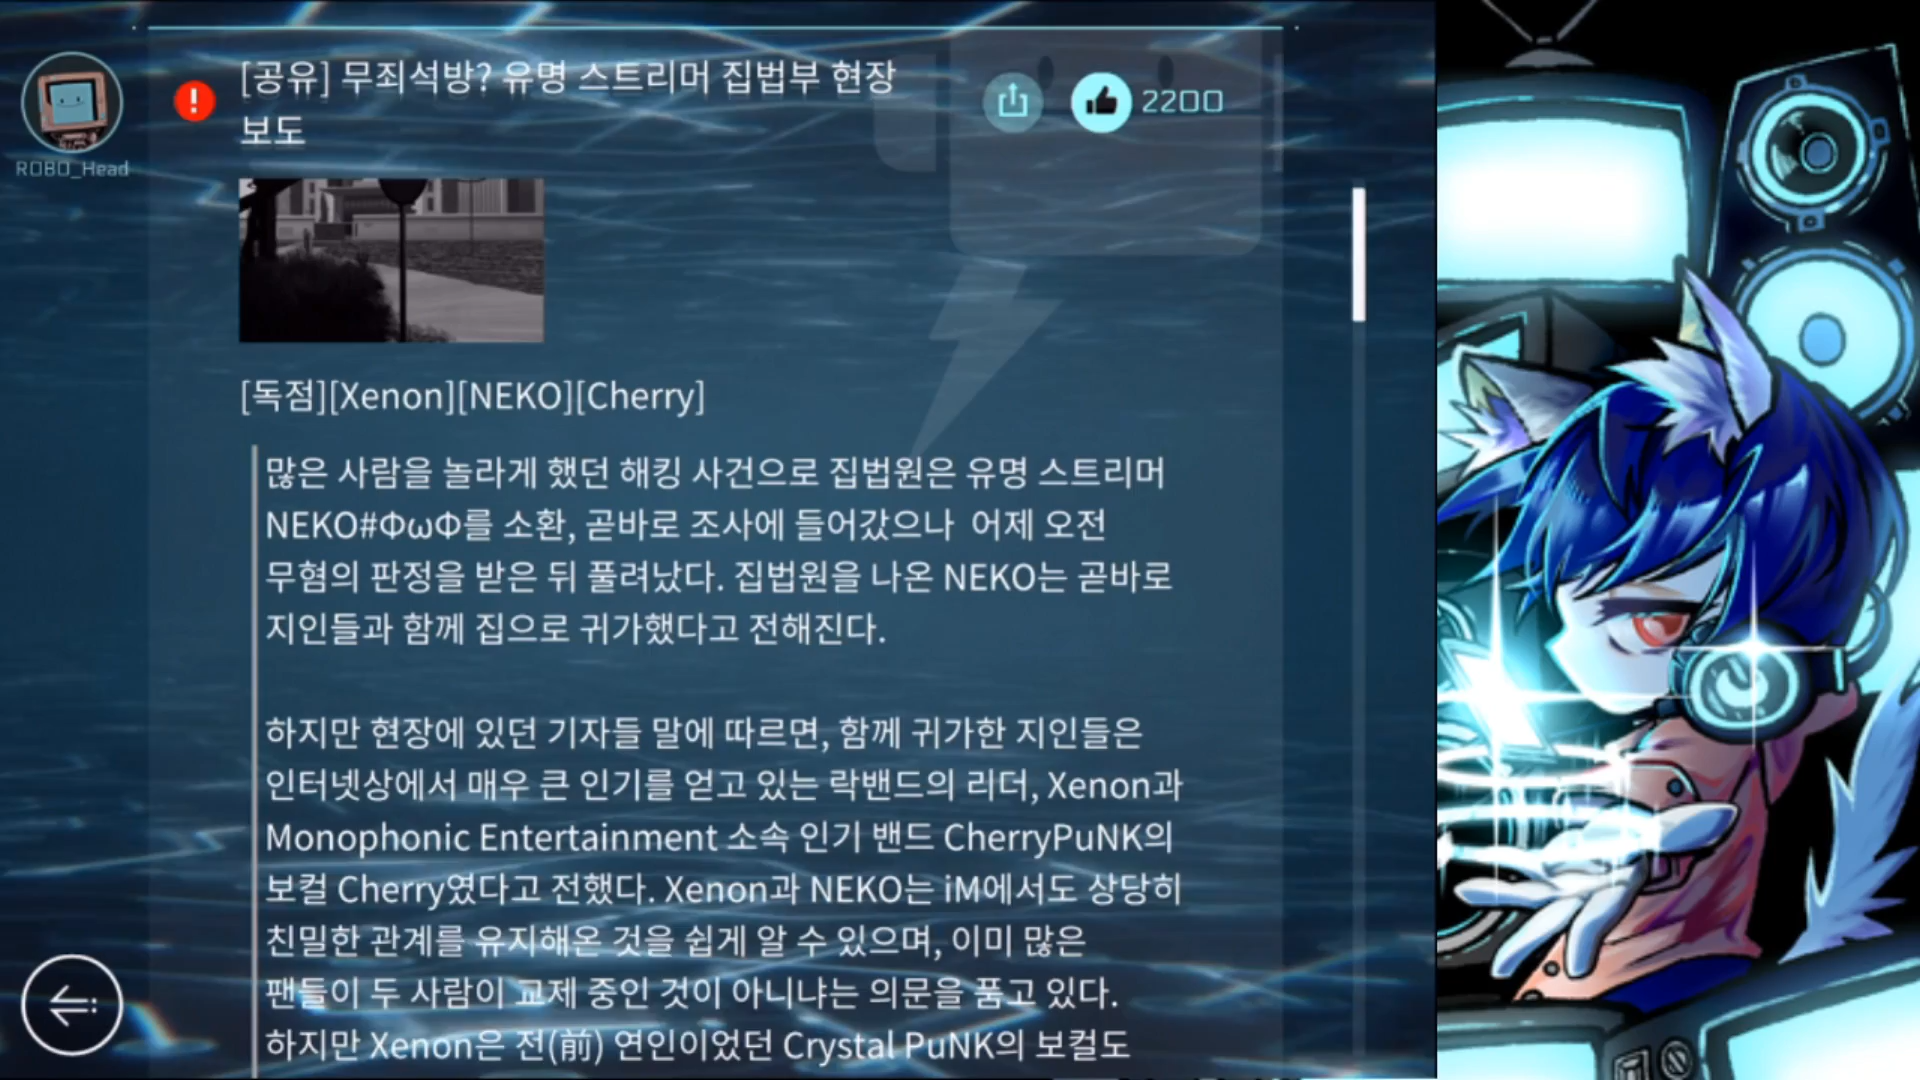 [공유] 무죄석방? 유명 스트리머 집법부 현장
보도
2200
ROBO_Head
[독점][Xenon][NEKO][Cherry]
많은 사람을 놀라게 했던 해킹 사건으로 집법원은 유명 스트리머
NEKO#ΦωΦ를 소환, 곧바로 조사에 들어갔으나 어제 오전
무혐의 판정을 받은 뒤 풀려났다. 집법원을 나온 NEKO는 곧바로
지인들과 함께 집으로 귀가했다고 전해진다.
하지만 현장에 있던 기자들 말에 따르면, 함께 귀가한 지인들은
인터넷상에서 매우 큰 인기를 얻고 있는 락밴드의 리더, Xenon과
Monophonic Entertainment 소속 인기 밴드 CherryPuNK의
보컬 Cherry였다고 전했다. Xenon과 NEKO는 iM에서도 상당히
친밀한 관계를 유지해온 것을 쉽게 알 수 있으며, 이미 많은
팬들이 두 사람이 교제 중인 것이 아니냐는 의문을 품고 있다.
하지만 Xenon은 전(前) 연인이었던 Crystal PuNK의 보컬도